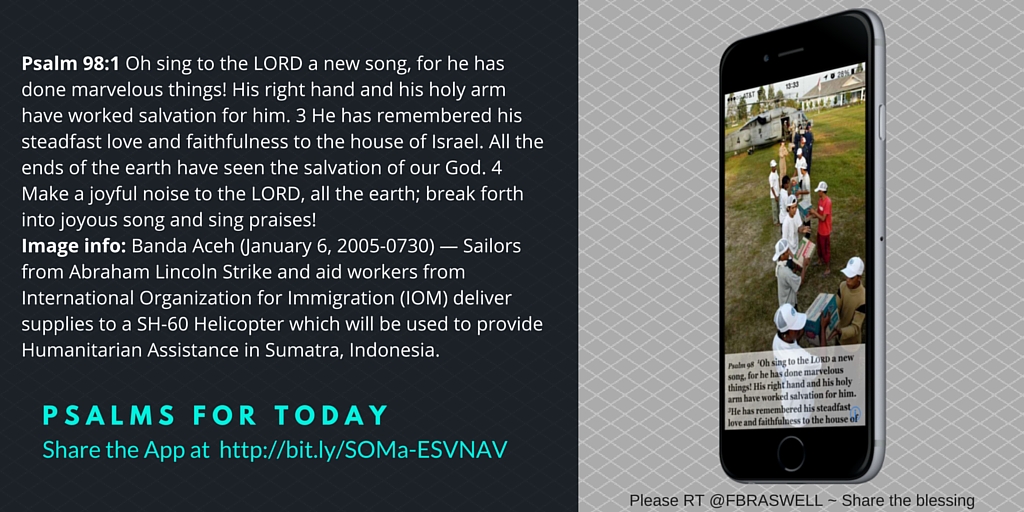 Psalm 98:1 Oh sing to the LORD a new song, for he has
done marvelous things! His right hand and his holy arm
have worked salvation for him. 3 He has remembered his
steadfast love and faithfulness to the house of Israel. All the
ends of the earth have seen the salvation of our God. 4
Make a joyful noise to the LORD, all the earth; break forth
into joyous song and sing praises!
Image info: Banda Aceh (January 6, 2005-0730) — Sailors
from Abraham Lincoln Strike and aid workers from
International Organization for Immigration (IOM) deliver
supplies to a SH-60 Helicopter which will be used to provide
Humanitarian Assistance in Sumatra, Indonesia.
PSALMS FOR TODAY
Share the App at http://bit.ly/SOMa-ESVNAV
AT&T 13:33 28%
Psalm 98 ¹Oh sing to the LORD a new
song, for he has done marvelous
things! His right hand and his holy
arm have worked salvation for him.
³He has remembered his steadfast
love and faithfulness to the house of
Please RT @FBRASWELL ~ Share the blessing